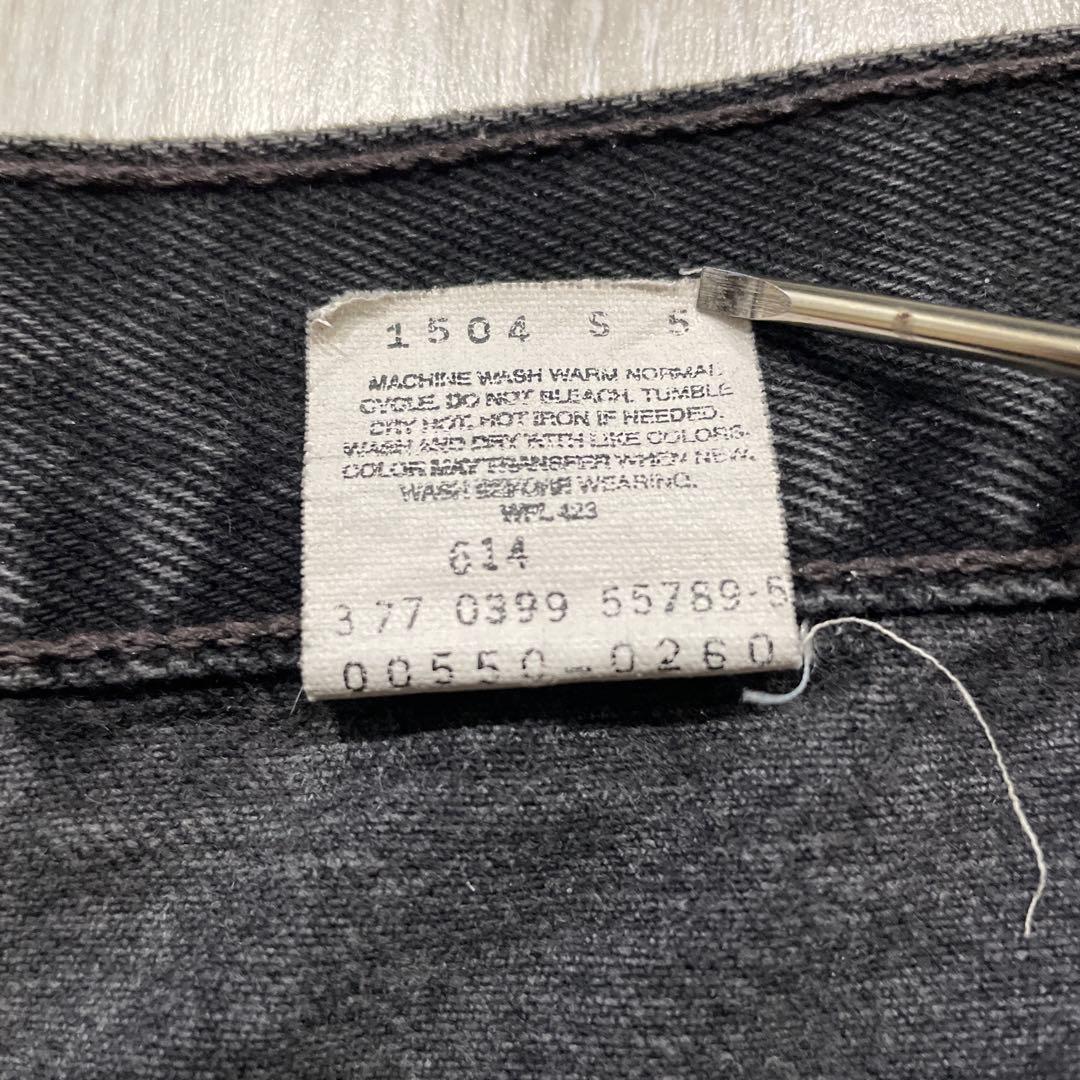 1504 S 5
MACHINE WASH WARM NORMAL
CYCLE. DO NOT BLEACH. TUMBLE
DRY HOT. HOT IRON IF NEEDED.
WASH AND DRY WITH LIKE COLORS.
COLOR MAY TRANSFER WHEN NEW.
WASH BEFORE WEARING.
WPL 423
614
3 77 0399 55789-5
00550-0260